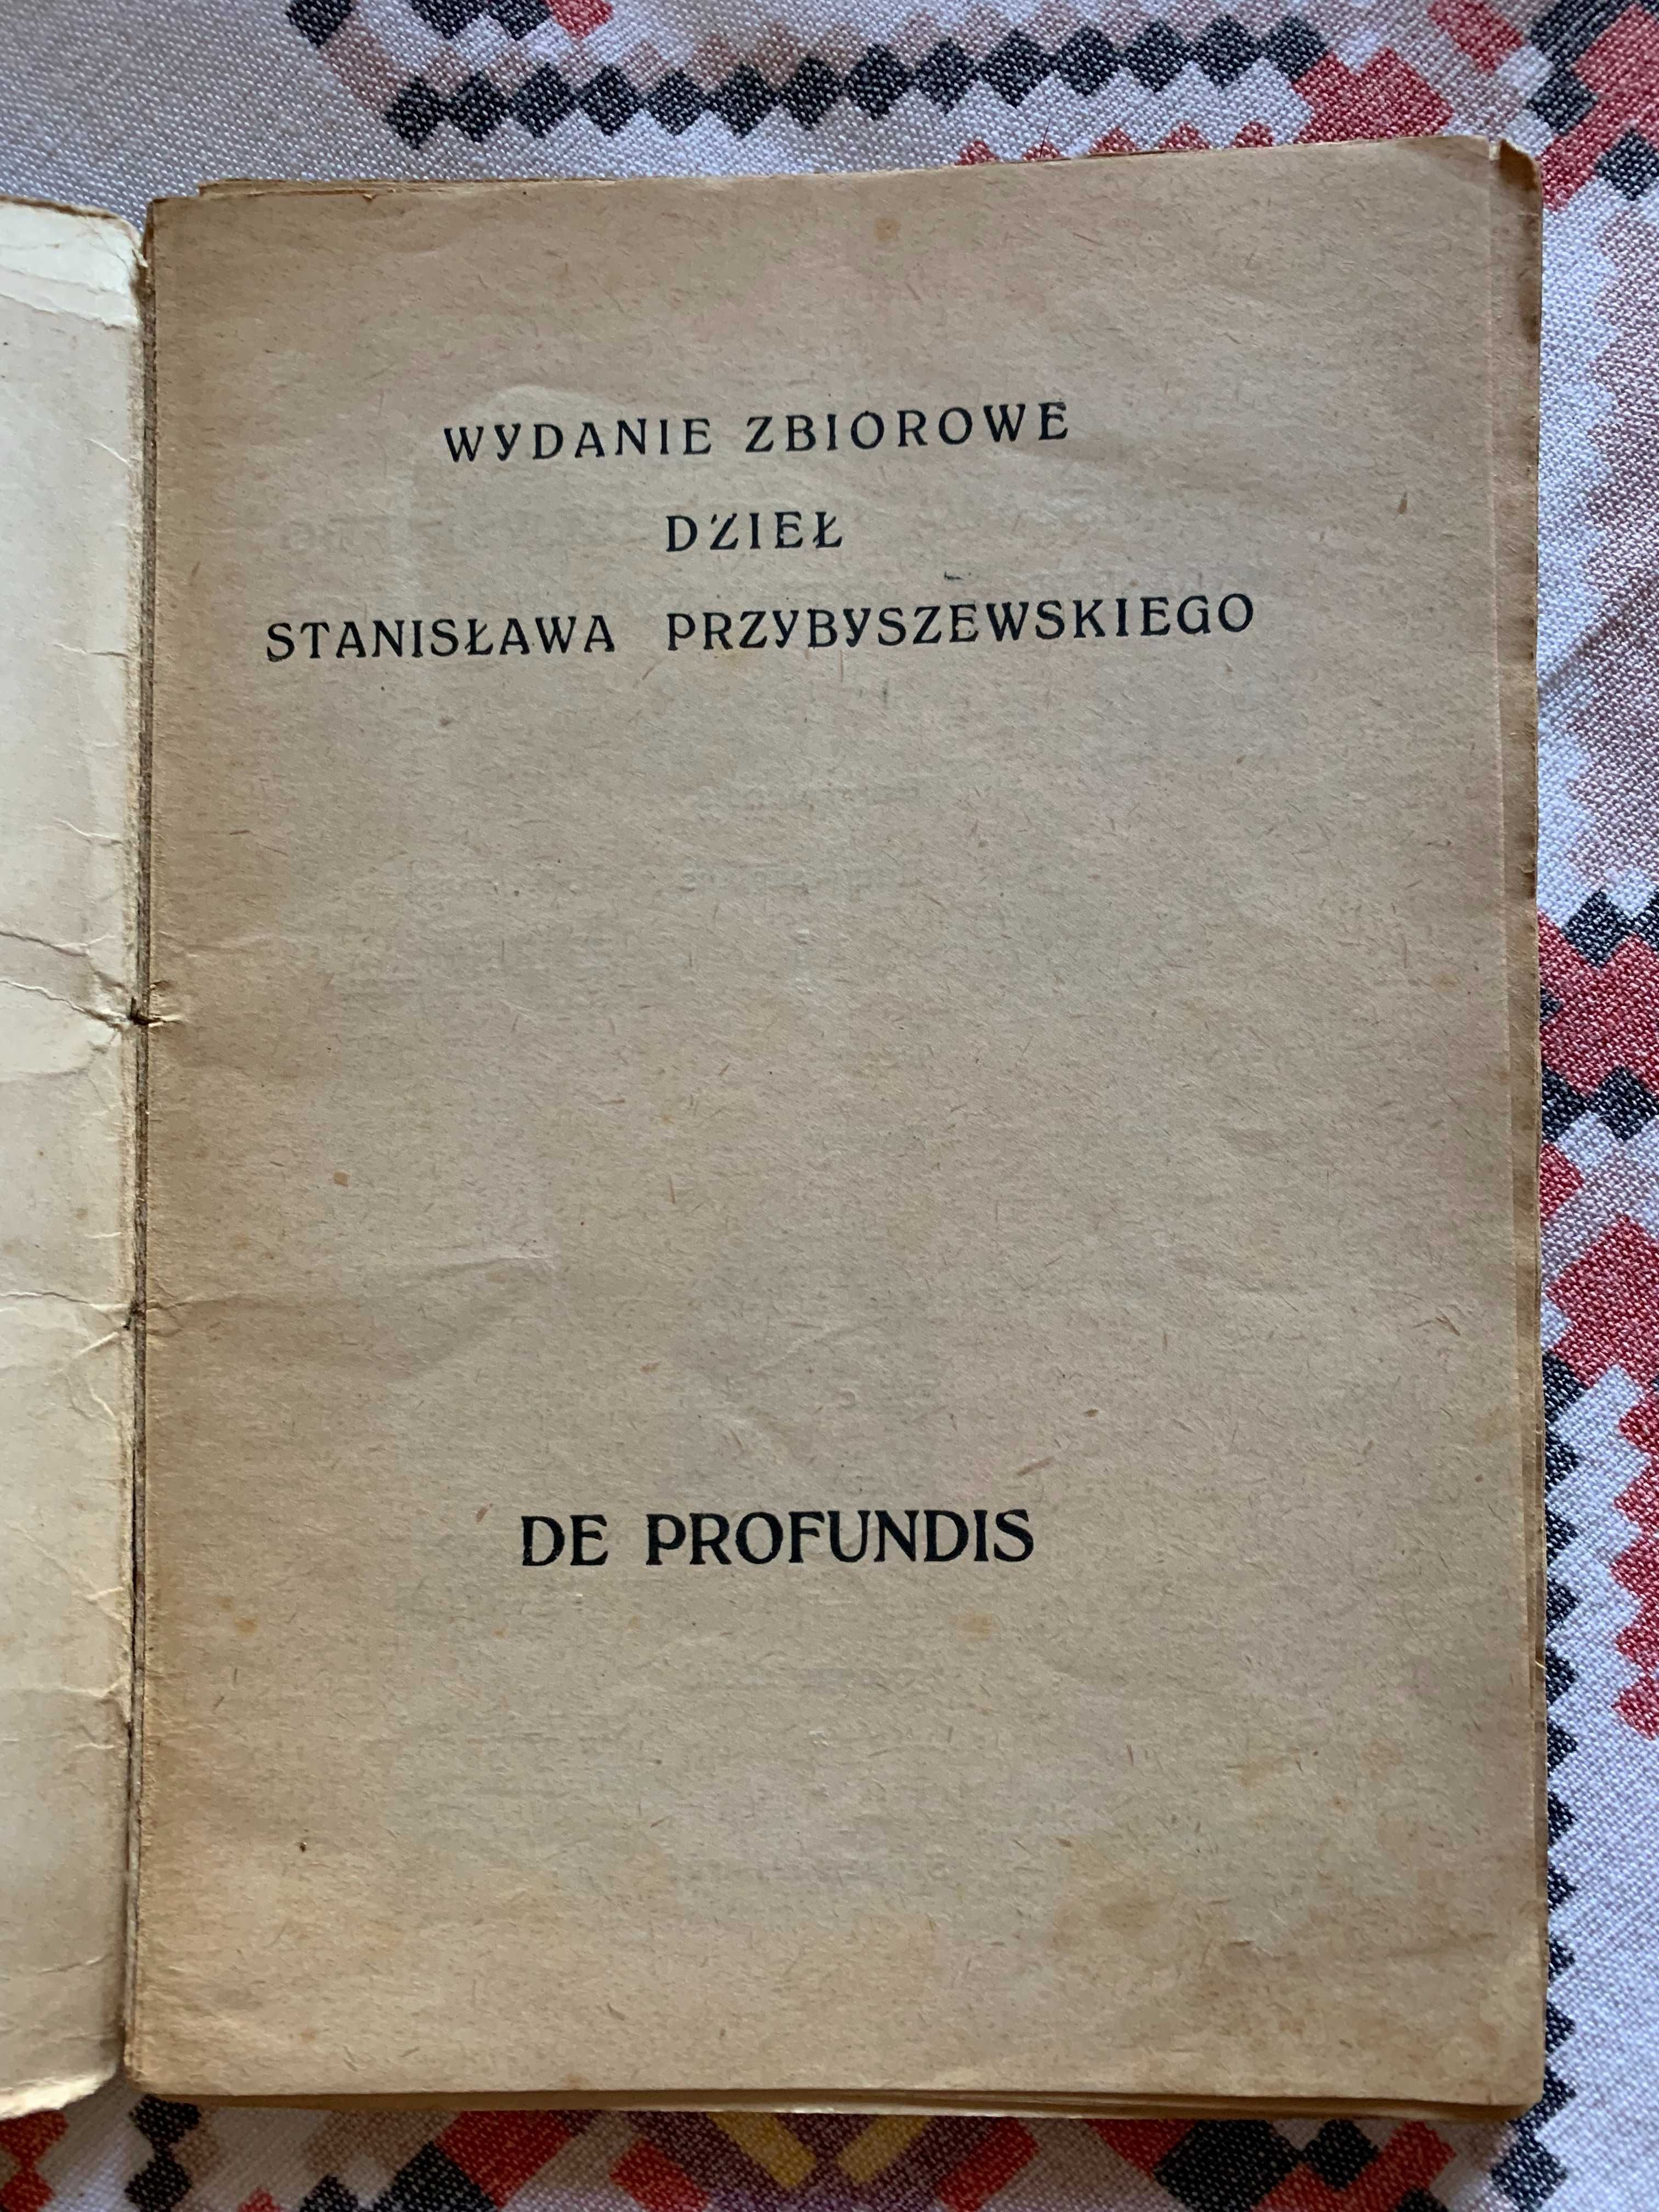 WYDANIE ZBIOROWE
DZIEŁ
STANISŁAWA PRZYBYSZEWSKIEGO
DE PROFUNDIS